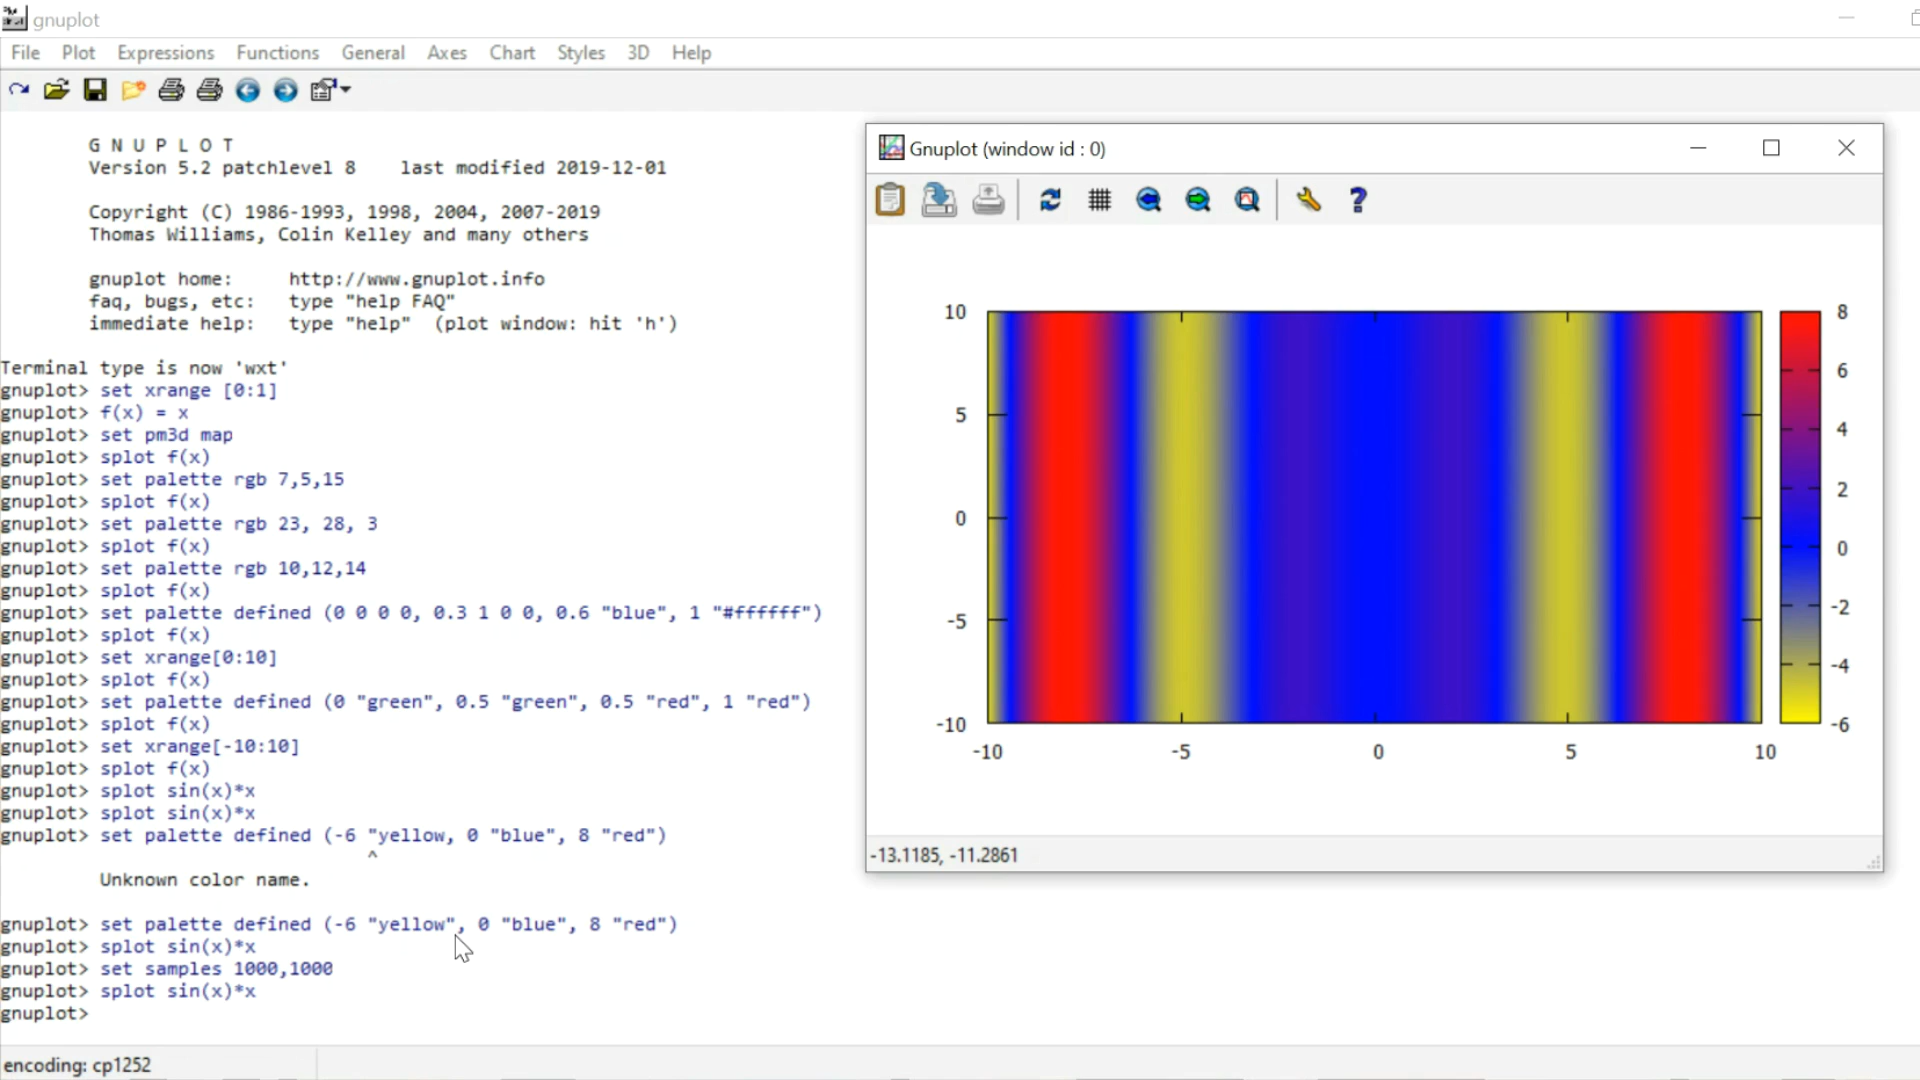 gnuplot
File Plot Expressions Functions General Axes Chart Styles 3D Help
G N U P L O T
Version 5.2 patchlevel 8 last modified 2019-12-01
Copyright (C) 1986-1993, 1998, 2004, 2007-2019
Thomas Williams, Colin Kelley and many others
gnuplot home: http://www.gnuplot.info
faq, bugs, etc: type "help FAQ"
immediate help: type "help" (plot window: hit 'h')
Terminal type is now 'wxt'
gnuplot> set xrange [0:1]
gnuplot> f(x) = x
gnuplot> set pm3d map
gnuplot> splot f(x)
gnuplot> set palette rgb 7,5,15
gnuplot> splot f(x)
gnuplot> set palette rgb 23, 28, 3
gnuplot> splot f(x)
gnuplot> set palette rgb 10,12,14
gnuplot> splot f(x)
gnuplot> set palette defined (0 0 0 0, 0.3 1 0 0, 0.6 "blue", 1 "#ffffff")
gnuplot> splot f(x)
gnuplot> set xrange[0:10]
gnuplot> splot f(x)
gnuplot> set palette defined (0 "green", 0.5 "green", 0.5 "red", 1 "red")
gnuplot> splot f(x)
gnuplot> set xrange[-10:10]
gnuplot> splot f(x)
gnuplot> splot sin(x)*x
gnuplot> splot sin(x)*x
gnuplot> set palette defined (-6 "yellow, 0 "blue", 8 "red")
^
Unknown color name.
gnuplot> set palette defined (-6 "yellow", 0 "blue", 8 "red")
gnuplot> splot sin(x)*x
gnuplot> set samples 1000,1000
gnuplot> splot sin(x)*x
gnuplot>
encoding: cp1252
Gnuplot (window id : 0)
10
5
0
-5
-10
-10 -5 0 5 10
8
6
4
2
0
-2
-4
-6
-13.1185, -11.2861